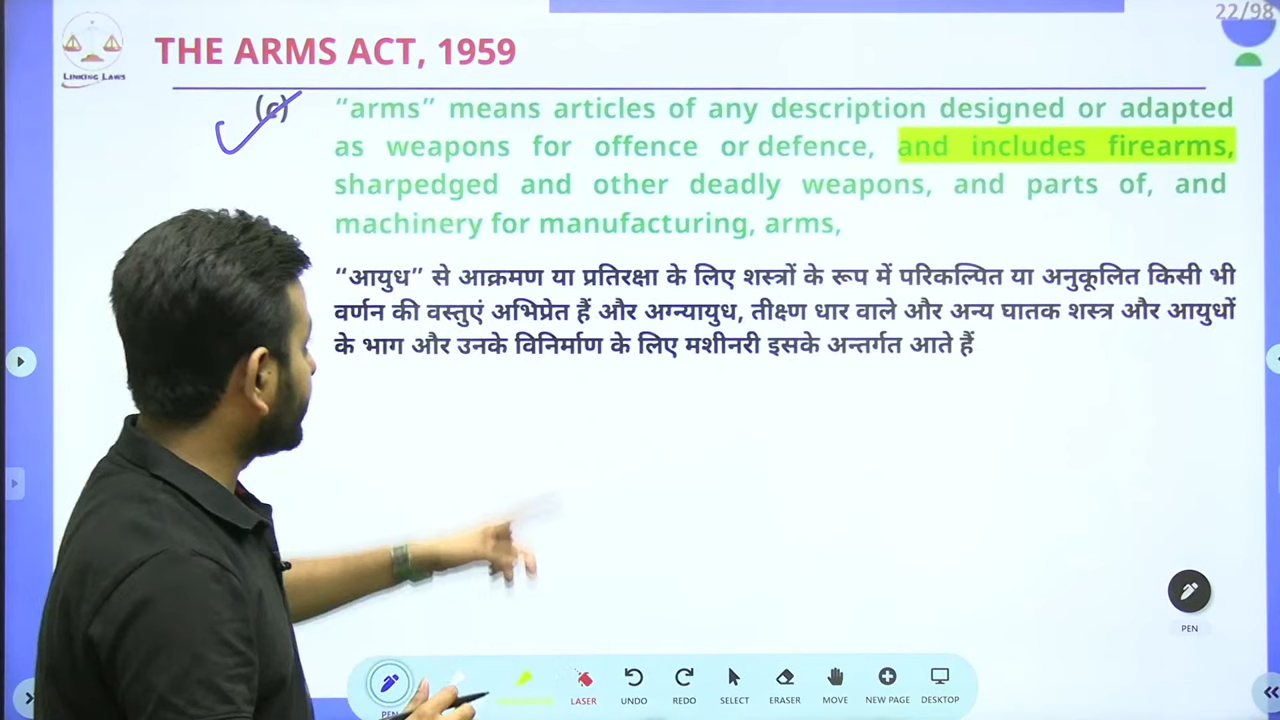 22/98
THE ARMS ACT, 1959
LINKING LAWS
(c)
“arms” means articles of any description designed or adapted
as weapons for offence or defence, and includes firearms,
sharpedged and other deadly weapons, and parts of, and
machinery for manufacturing, arms,
“आयुध” से आक्रमण या प्रतिरक्षा के लिए शस्त्रों के रूप में परिकल्पित या अनुकूलित किसी भी
वर्णन की वस्तुएं अभिप्रेत हैं और अग्न्यायुध, तीक्ष्ण धार वाले और अन्य घातक शस्त्र और आयुधों
के भाग और उनके विनिर्माण के लिए मशीनरी इसके अन्तर्गत आते हैं
PEN
PEN
LASER
UNDO
REDO
SELECT
ERASER
MOVE
NEW PAGE
DESKTOP